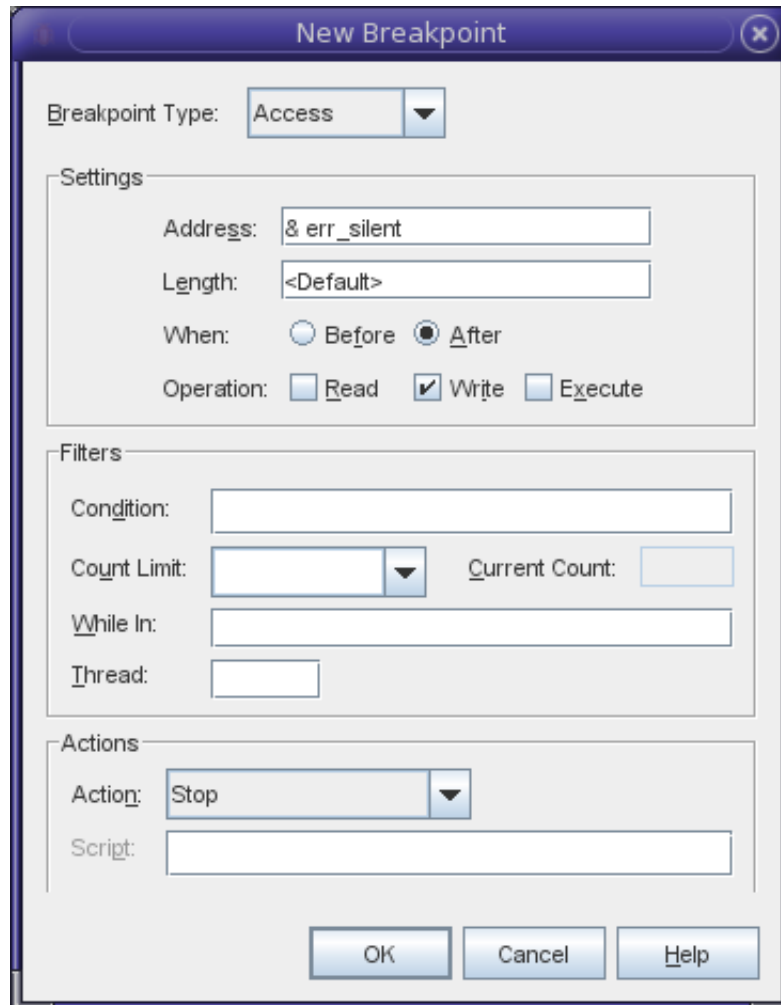 New Breakpoint
Breakpoint Type: Access
Settings
Address: & err_silent
Length: <Default>
When: Before After
Operation: Read Write Execute
Filters
Condition:
Count Limit: Current Count:
While In:
Thread:
Actions
Action: Stop
Script:
OK Cancel Help